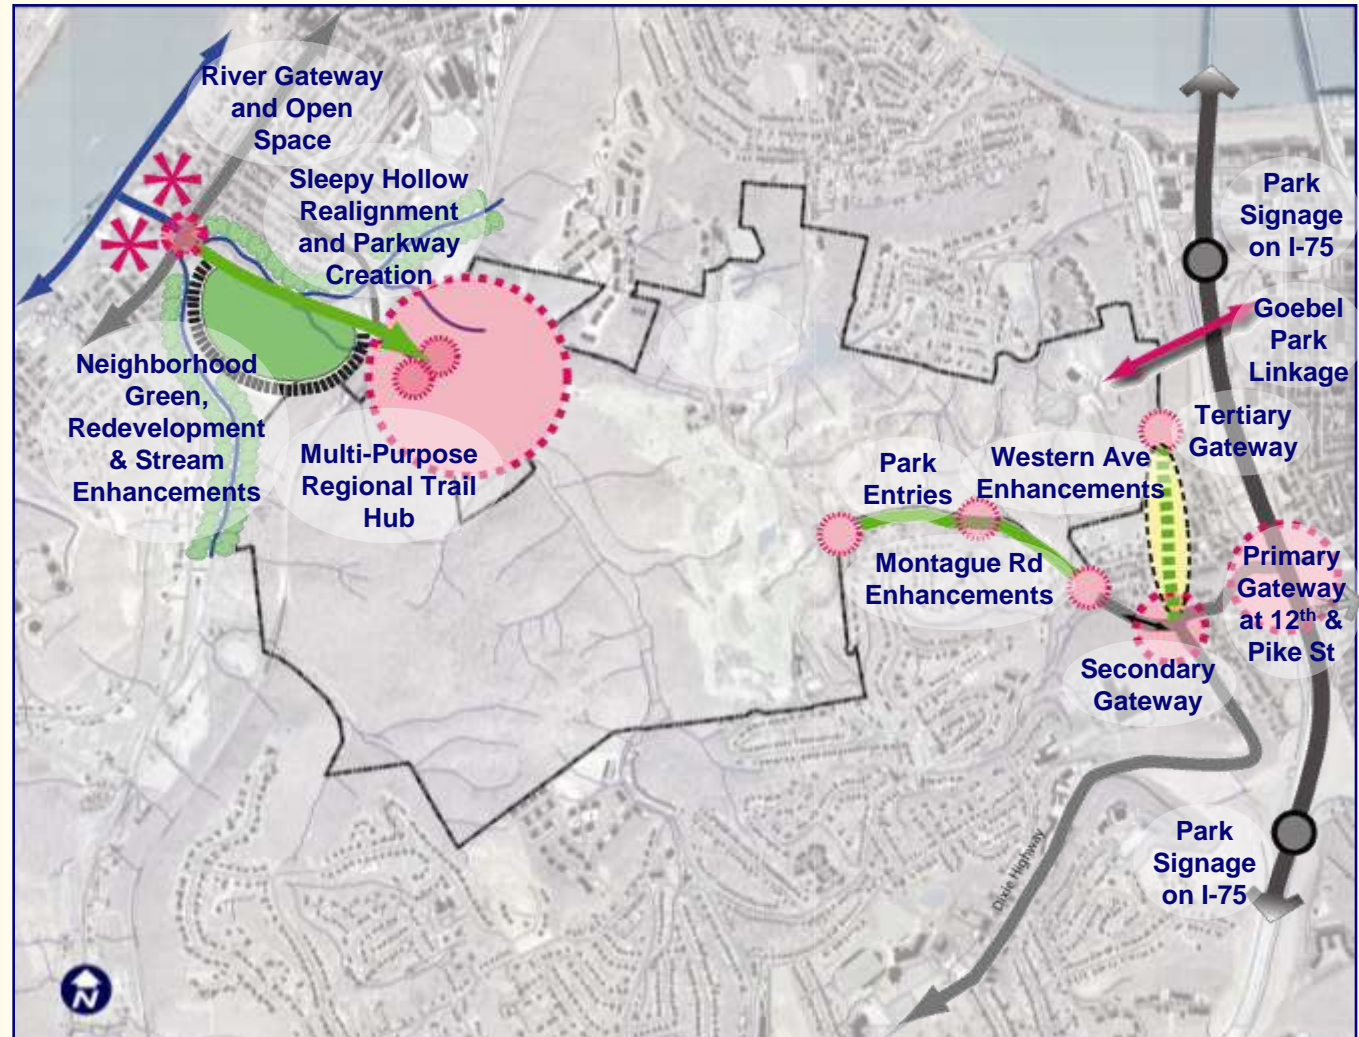 River Gateway
and Open
Space
Sleepy Hollow
Realignment
and Parkway
Creation
Neighborhood
Green,
Redevelopment
& Stream
Enhancements
Multi-Purpose
Regional Trail
Hub
Park
Signage
on I-75
Goebel
Park
Linkage
Tertiary
Gateway
Western Ave
Enhancements
Park
Entries
Montague Rd
Enhancements
Primary
Gateway
at 12th &
Pike St
Secondary
Gateway
Park
Signage
on I-75
Dixie Highway
N